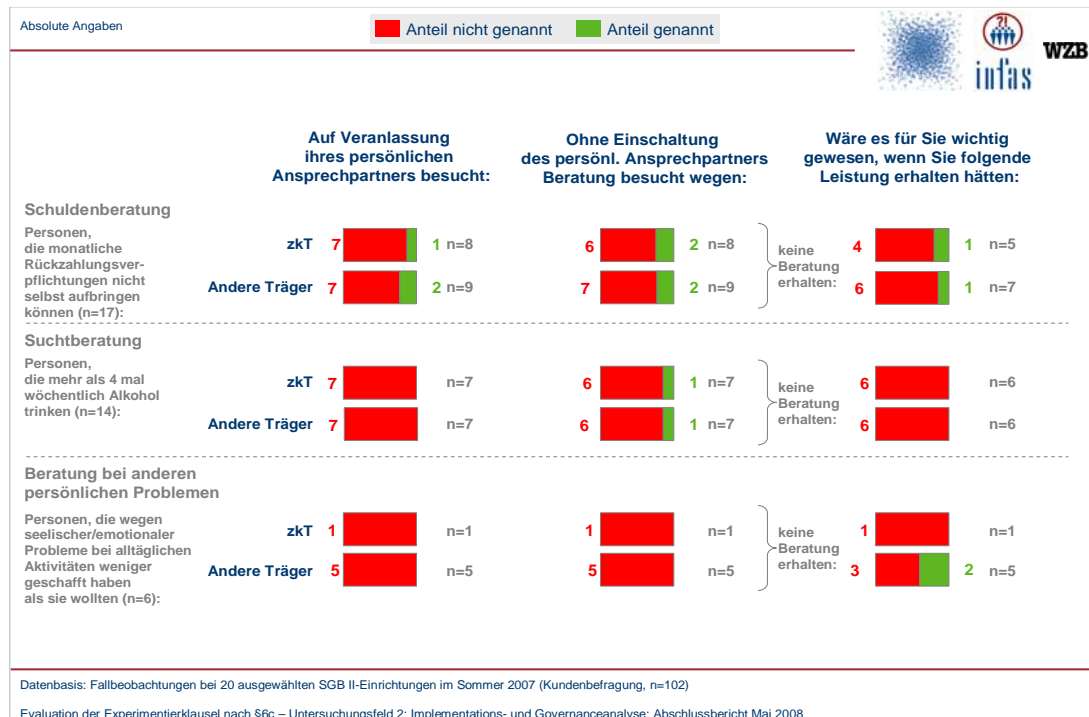 Absolute Angaben
Anteil nicht genannt Anteil genannt
?!
infas
WZB
Auf Veranlassung
ihres persönlichen
Ansprechpartners besucht:
Ohne Einschaltung
des persönl. Ansprechpartners
Beratung besucht wegen:
Wäre es für Sie wichtig
gewesen, wenn Sie folgende
Leistung erhalten hätten:
Schuldenberatung
Personen,
die monatliche
Rückzahlungsver-
pflichtungen nicht
selbst aufbringen
können (n=17):
zkT 7 1 n=8 6 2 n=8 4 1 n=5
Andere Träger 7 2 n=9 7 2 n=9 6 1 n=7
keine
Beratung
erhalten:
Suchtberatung
Personen,
die mehr als 4 mal
wöchentlich Alkohol
trinken (n=14):
zkT 7 n=7 6 1 n=7 6 n=6
Andere Träger 7 n=7 6 1 n=7 6 n=6
keine
Beratung
erhalten:
Beratung bei anderen
persönlichen Problemen
Personen, die wegen
seelischer/emotionaler
Probleme bei alltäglichen
Aktivitäten weniger
geschafft haben
als sie wollten (n=6):
zkT 1 n=1 1 n=1 1 n=1
Andere Träger 5 n=5 5 n=5 3 2 n=5
keine
Beratung
erhalten:
Datenbasis: Fallbeobachtungen bei 20 ausgewählten SGB II-Einrichtungen im Sommer 2007 (Kundenbefragung, n=102)
Evaluation der Experimentierklausel nach §6c – Untersuchungsfeld 2: Implementations- und Governanceanalyse: Abschlussbericht Mai 2008